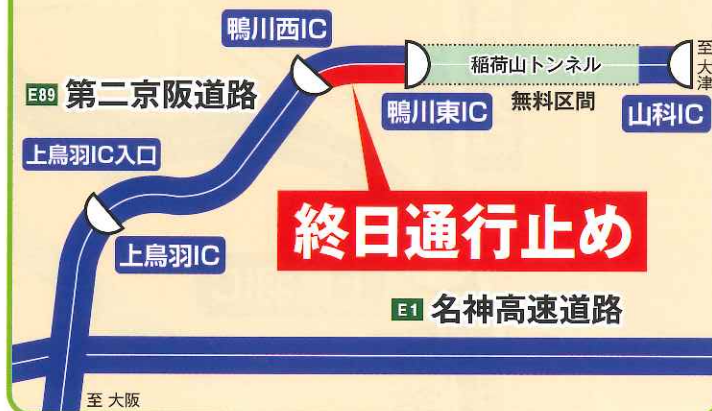 鴨川西IC
稲荷山トンネル
至
大
津
E89 第二京阪道路
鴨川東IC
無料区間
山科IC
上鳥羽IC入口
終日通行止め
上鳥羽IC
E1 名神高速道路
至 大阪